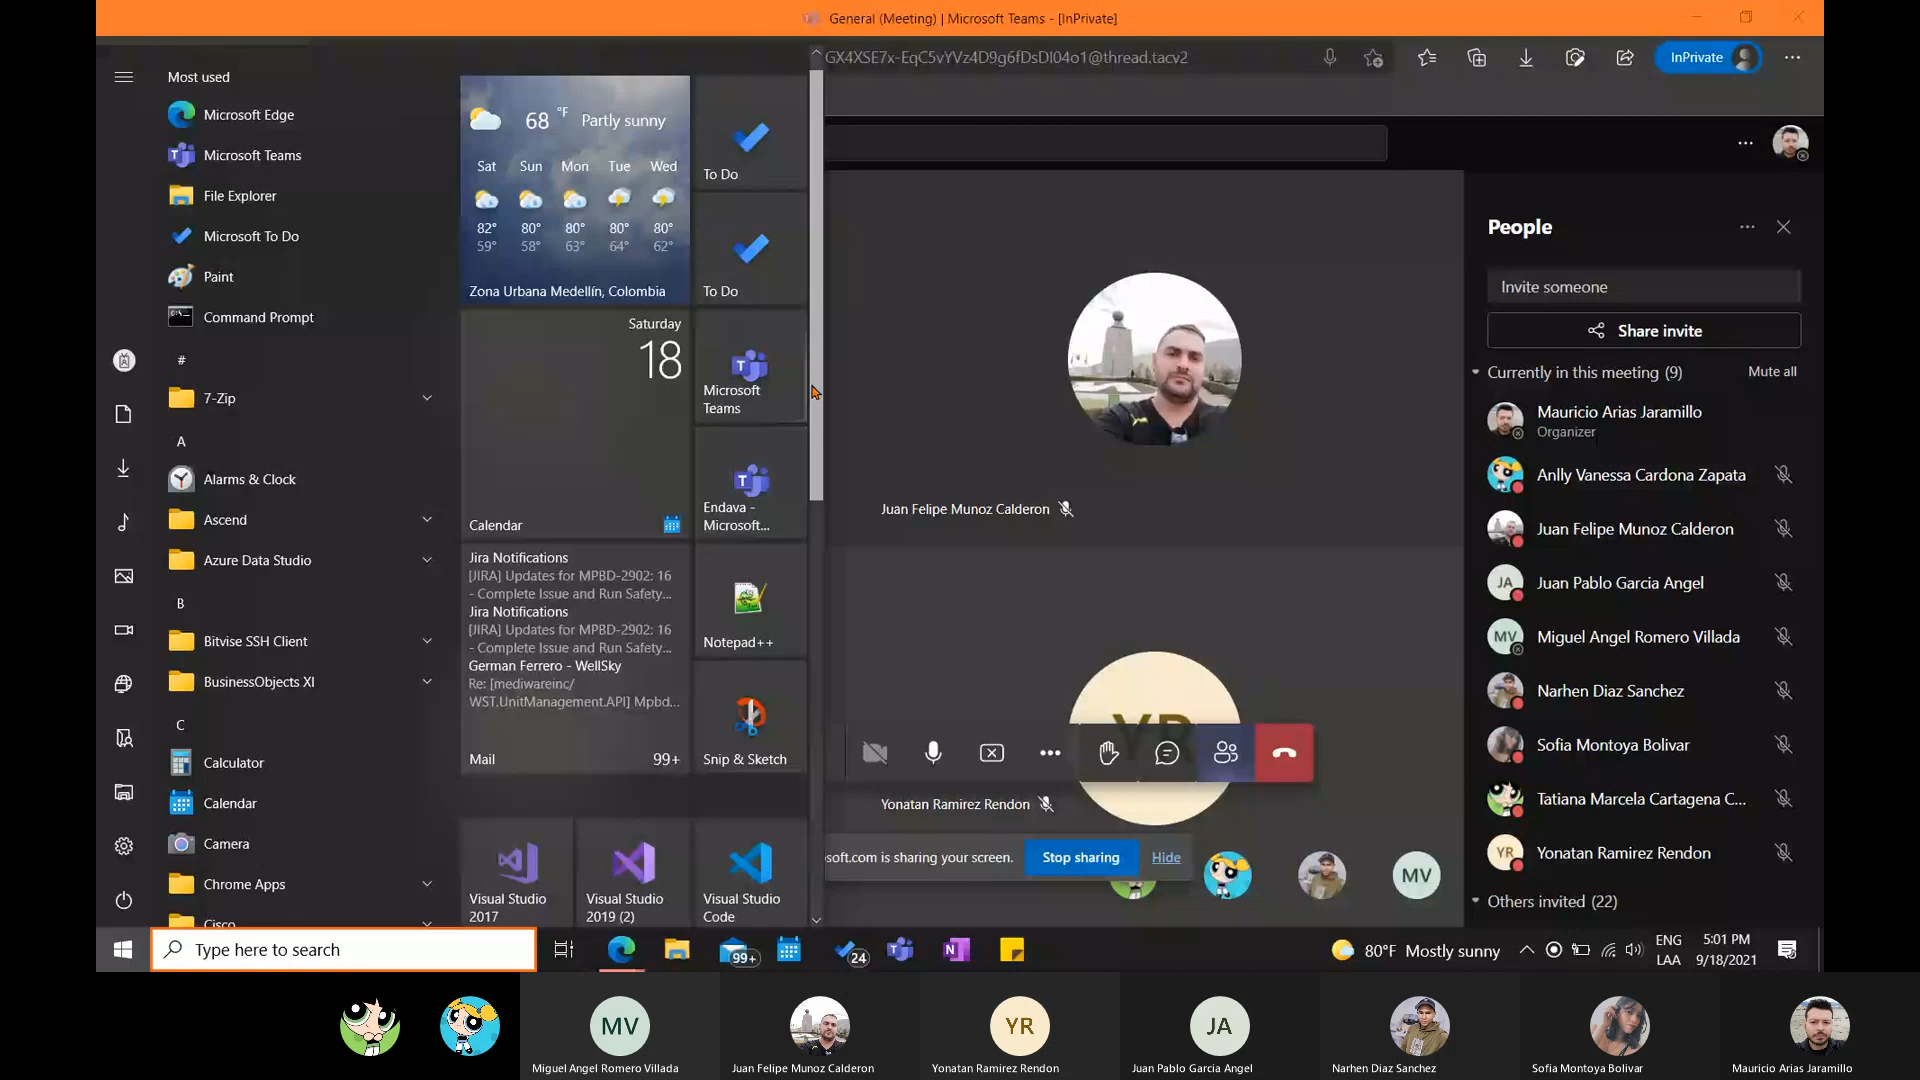 General (Meeting) | Microsoft Teams - [InPrivate]
GX4XSE7x-EqC5vYVz4D9g6fDsDI04o1@thread.tacv2
InPrivate
Most used
Microsoft Edge
Microsoft Teams
File Explorer
Microsoft To Do
Paint
Command Prompt
#
7-Zip
A
Alarms & Clock
Ascend
Azure Data Studio
B
Bitvise SSH Client
BusinessObjects XI
C
Calculator
Calendar
Camera
Chrome Apps
Cisco
68 °F Partly sunny
Sat Sun Mon Tue Wed
82° 80° 80° 80° 80°
59° 58° 63° 64° 62°
Zona Urbana Medellín, Colombia
To Do
To Do
Saturday
18
Calendar
Microsoft
Teams
Endava -
Microsoft...
Jira Notifications
[JIRA] Updates for MPBD-2902: 16
- Complete Issue and Run Safety...
Jira Notifications
[JIRA] Updates for MPBD-2902: 16
- Complete Issue and Run Safety...
German Ferrero - WellSky
Re: [mediwareinc/
WST.UnitManagement.API] Mpbd...
Mail 99+
Notepad++
Snip & Sketch
Visual Studio
2017
Visual Studio
2019 (2)
Visual Studio
Code
Juan Felipe Munoz Calderon
YR
Yonatan Ramirez Rendon
soft.com is sharing your screen.
Stop sharing
Hide
MV
People
Invite someone
Share invite
Currently in this meeting (9)
Mute all
Mauricio Arias Jaramillo
Organizer
Anlly Vanessa Cardona Zapata
Juan Felipe Munoz Calderon
JA
Juan Pablo Garcia Angel
MV
Miguel Angel Romero Villada
Narhen Diaz Sanchez
Sofia Montoya Bolivar
Tatiana Marcela Cartagena C...
YR
Yonatan Ramirez Rendon
Others invited (22)
Type here to search
99+
24
80°F Mostly sunny
ENG
LAA
5:01 PM
9/18/2021
MV
Miguel Angel Romero Villada
Juan Felipe Munoz Calderon
YR
Yonatan Ramirez Rendon
JA
Juan Pablo Garcia Angel
Narhen Diaz Sanchez
Sofia Montoya Bolivar
Mauricio Arias Jaramillo